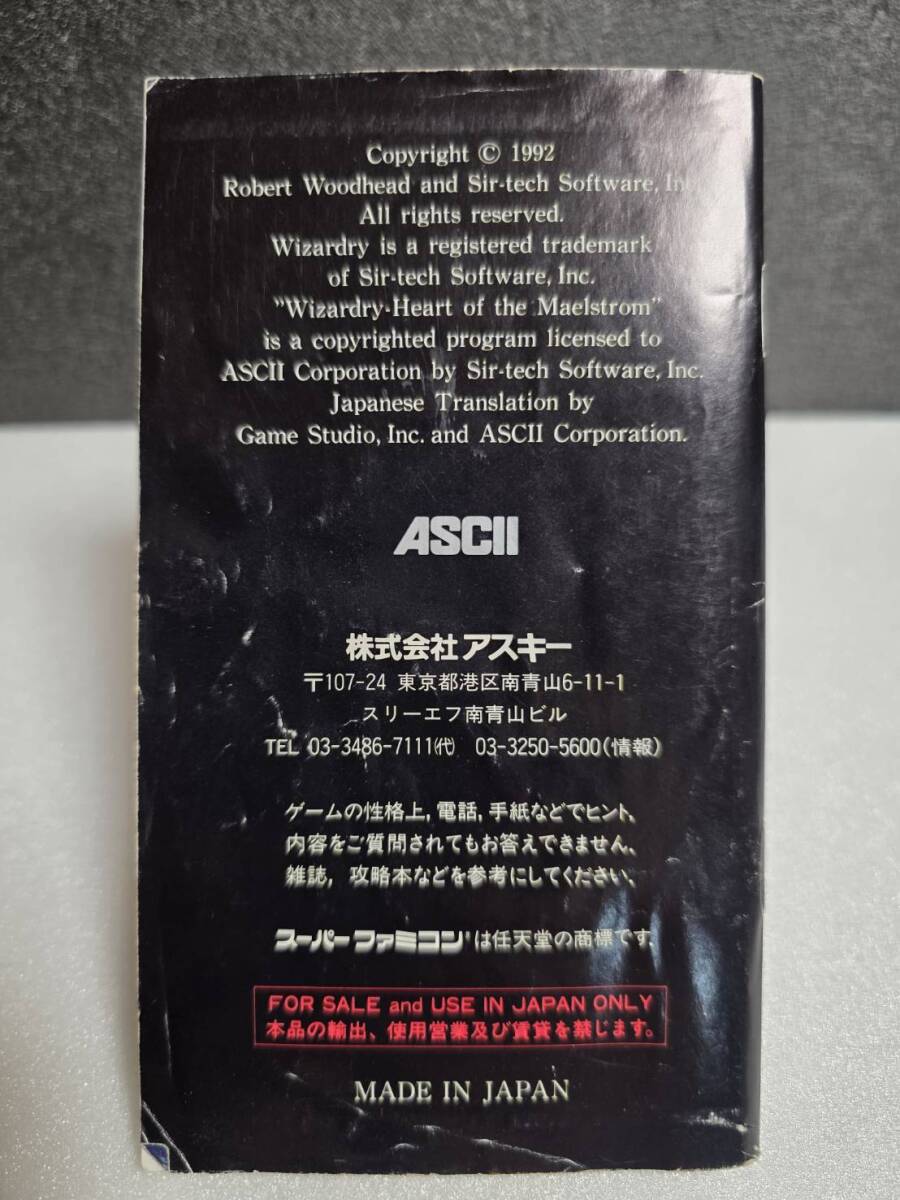 Copyright © 1992
Robert Woodhead and Sir-tech Software, Inc.
All rights reserved.
Wizardry is a registered trademark
of Sir-tech Software, Inc.
"Wizardry·Heart of the Maelstrom"
is a copyrighted program licensed to
ASCII Corporation by Sir-tech Software, Inc.
Japanese Translation by
Game Studio, Inc. and ASCII Corporation.
ASCII
株式会社アスキー
〒107-24 東京都港区南青山6-11-1
スリーエフ南青山ビル
TEL 03-3486-7111㈹ 03-3250-5600(情報)
ゲームの性格上，電話，手紙などでヒント、
内容をご質問されてもお答えできません、
雑誌，攻略本などを参考にしてください、
スーパーファミコン®は任天堂の商標です、
FOR SALE and USE IN JAPAN ONLY
本品の輸出、使用営業及び賃貸を禁じます。
MADE IN JAPAN